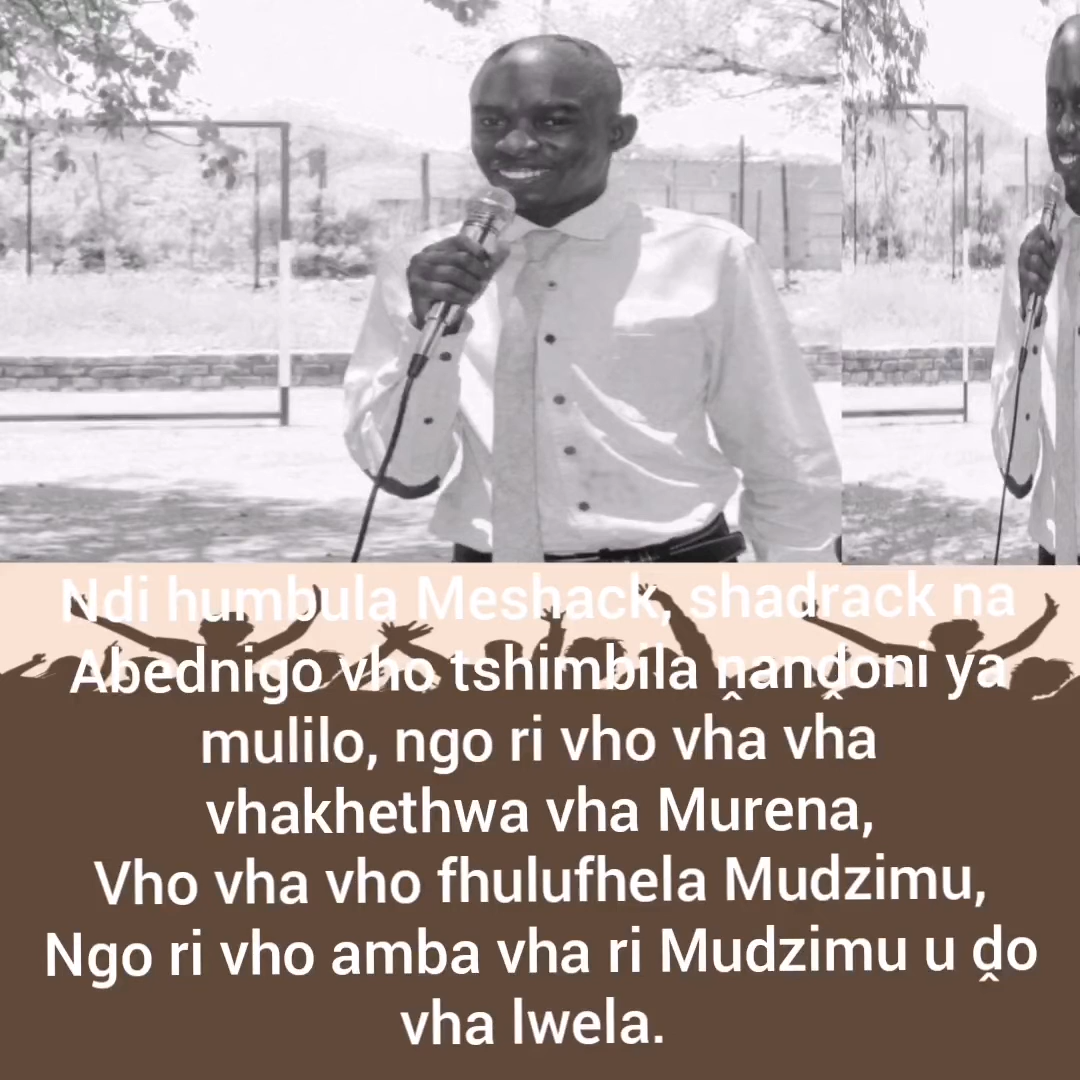 Ndi humbula Meshack, shadrack na
Abednigo vho tshimbila ṋanḓoni ya
mulilo, ngo ri vho vha vha
vhakhethwa vha Murena,
Vho vha vho fhulufhela Mudzimu,
Ngo ri vho amba vha ri Mudzimu u ḓo
vha lwela.